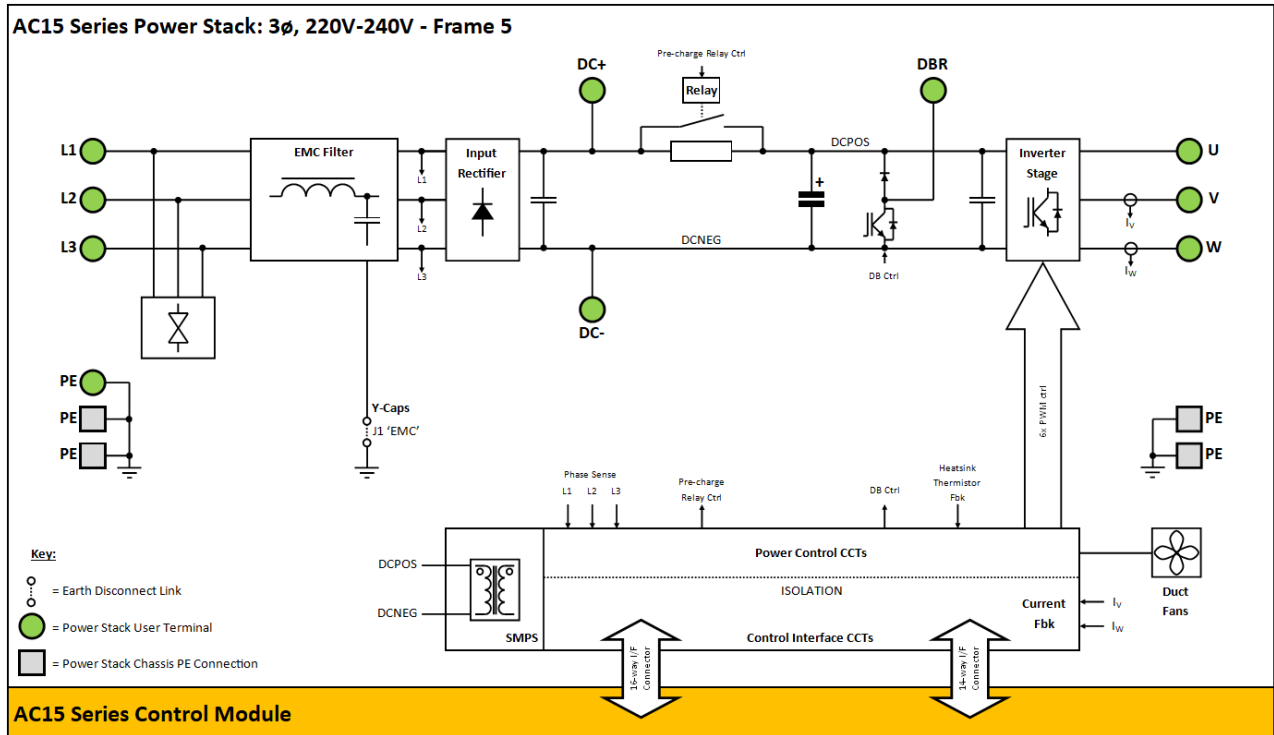 AC15 Series Power Stack: 3ø, 220V-240V - Frame 5
DC+
Pre-charge Relay Ctrl
Relay
DBR
L1
L2
L3
EMC Filter
L1
L2
L3
Input
Rectifier
DCPOS
+
DCNEG
DB Ctrl
Inverter
Stage
U
V
W
IV
IW
DC-
PE
PE
PE
Y-Caps
J1 'EMC'
6x PWM ctrl
PE
PE
Phase Sense
L1 L2 L3
Pre-charge
Relay Ctrl
DB Ctrl
Heatsink
Thermistor
Fbk
Key:
= Earth Disconnect Link
= Power Stack User Terminal
= Power Stack Chassis PE Connection
DCPOS
DCNEG
SMPS
Power Control CCTs
ISOLATION
Control Interface CCTs
Current
Fbk
IV
IW
Duct
Fans
16-way I/F
Connector
14-way I/F
Connector
AC15 Series Control Module